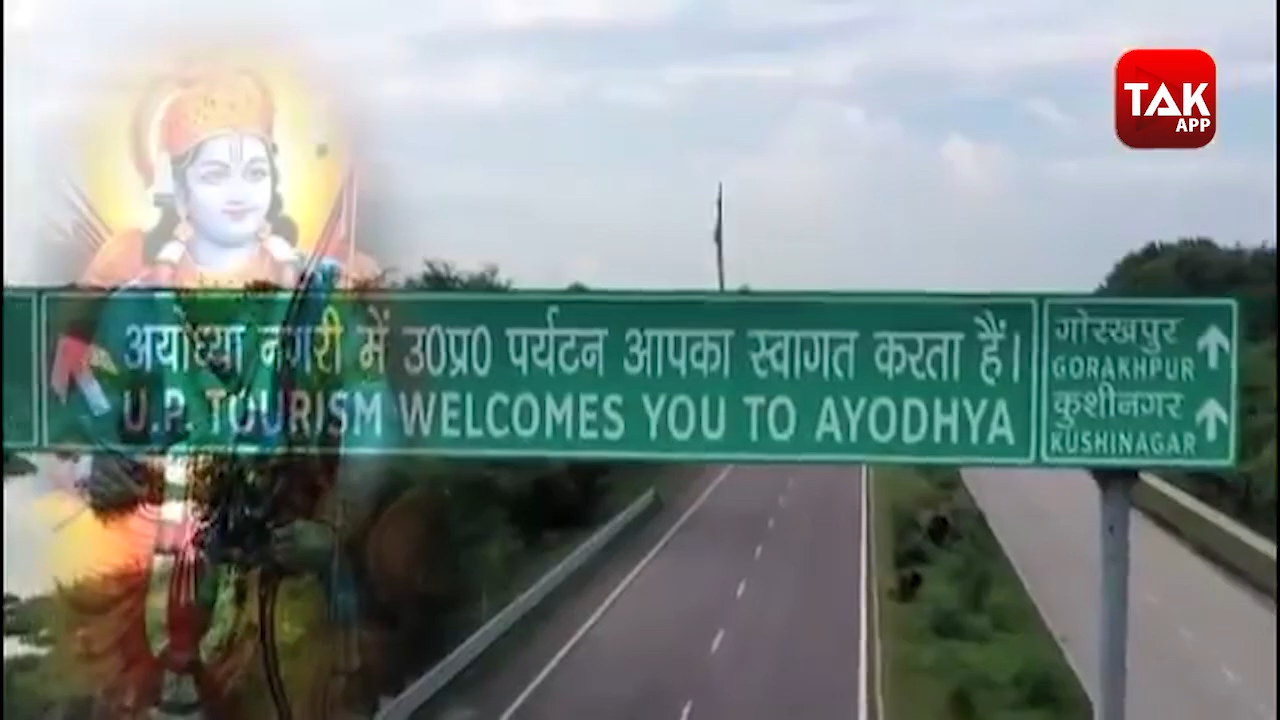 TAK
APP
अयोध्या नगरी में उ0प्र0 पर्यटन आपका स्वागत करता हैं।
U.P. TOURISM WELCOMES YOU TO AYODHYA
गोरखपुर
GORAKHPUR
कुशीनगर
KUSHINAGAR